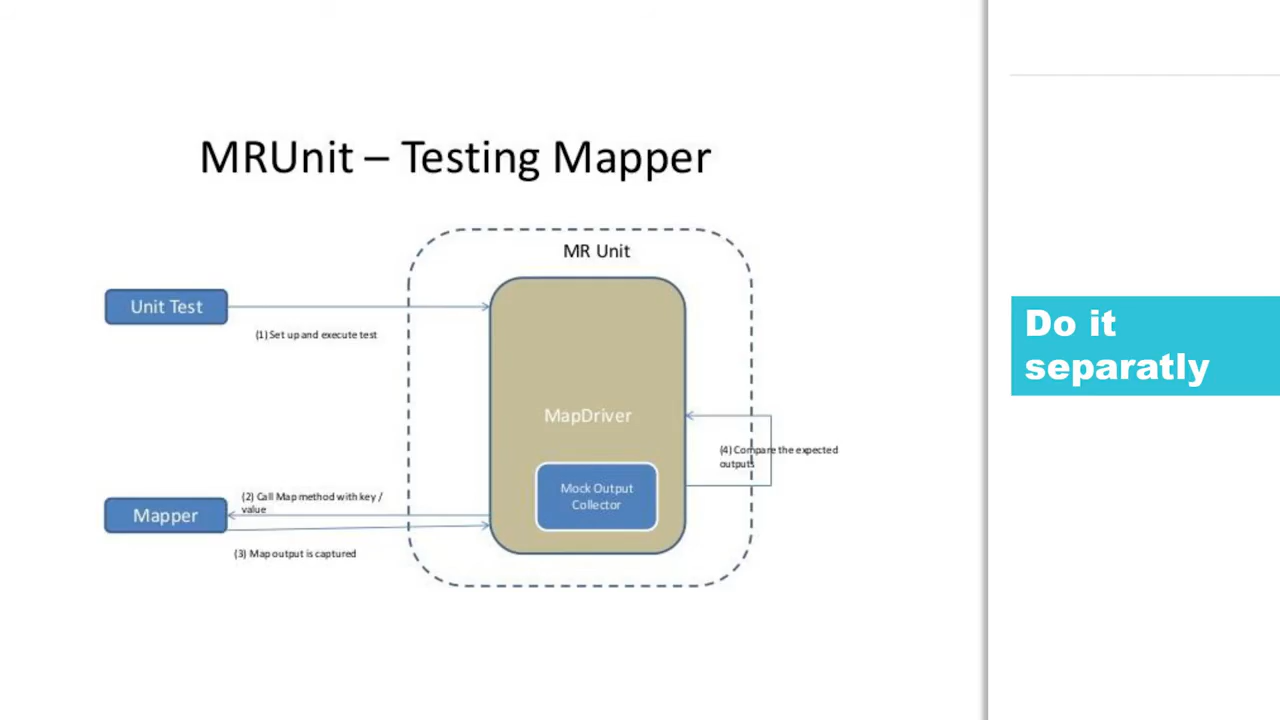 MRUnit – Testing Mapper
MR Unit
Unit Test
(1) Set up and execute test
MapDriver
(4) Compare the expected
outputs
Mock Output
Collector
(2) Call Map method with key /
value
Mapper
(3) Map output is captured
Do it
separatly